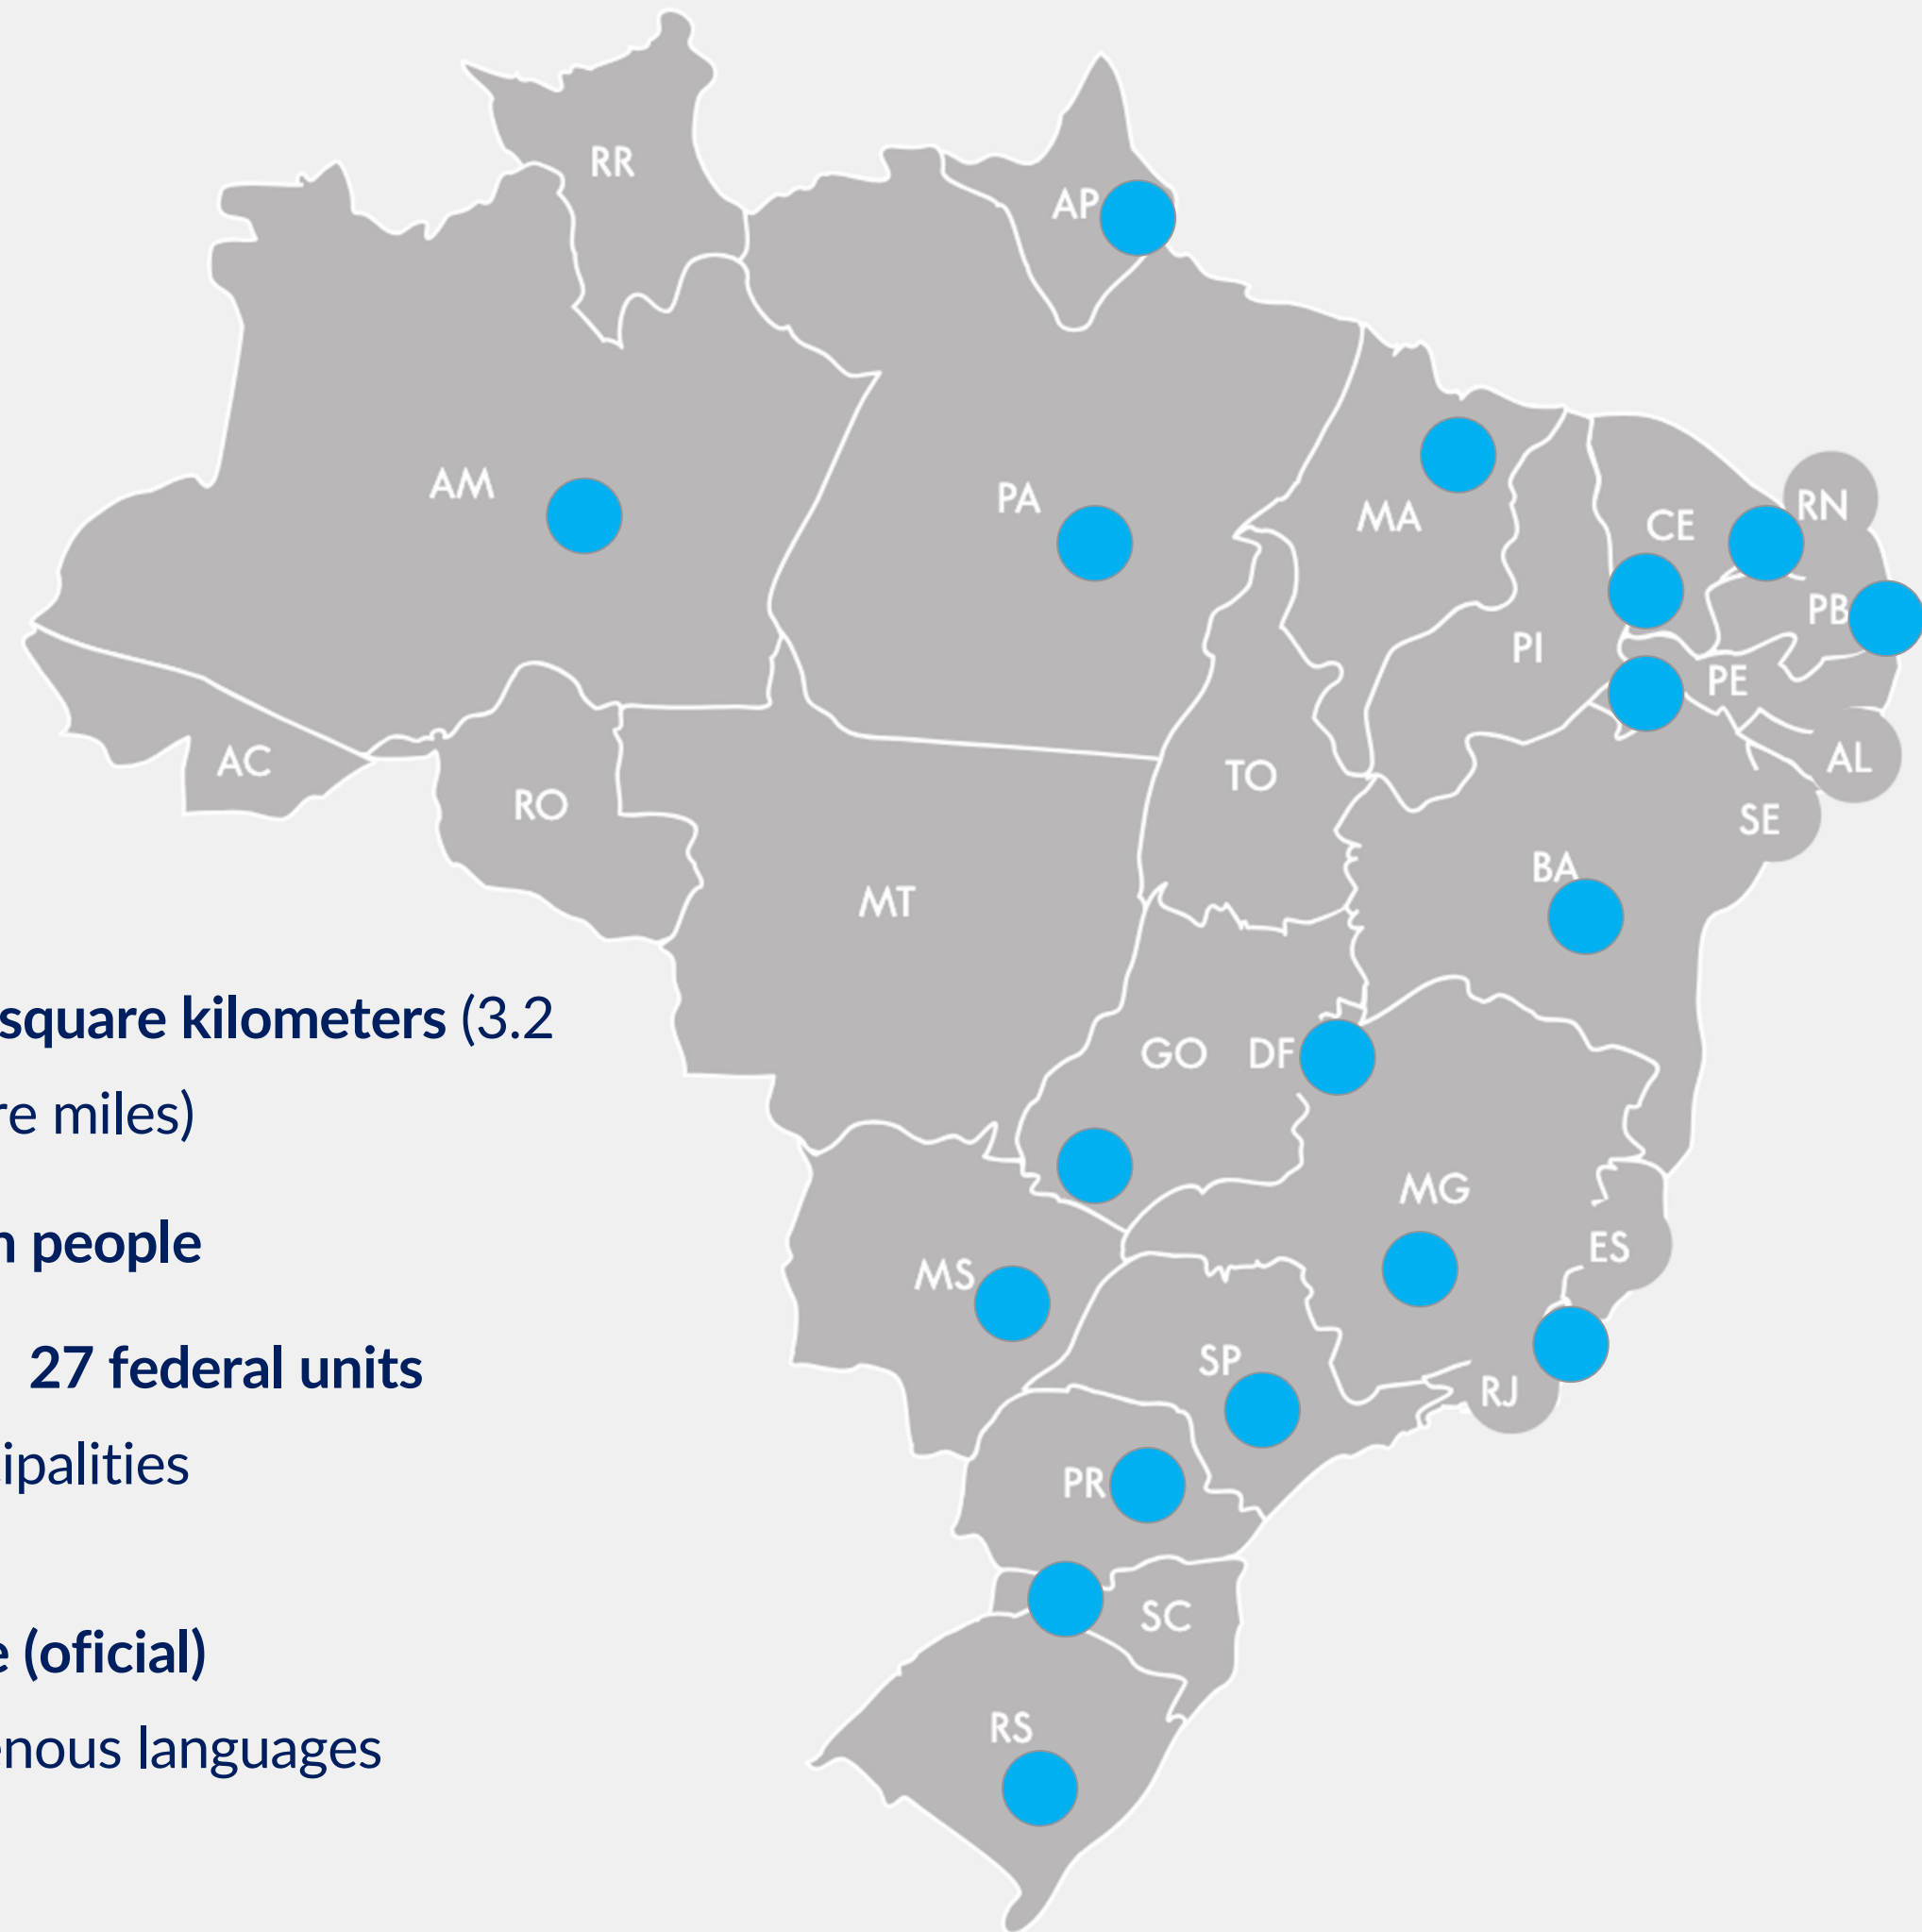 RR
AP
AM
PA
MA
CE
RN
PB
PI
PE
AC
TO
AL
RO
SE
BA
MT
square kilometers (3.2
re miles)
GO DF
MG
people
ES
MS
27 federal units
SP
RJ
ipalities
PR
SC
(oficial)
RS
enous languages